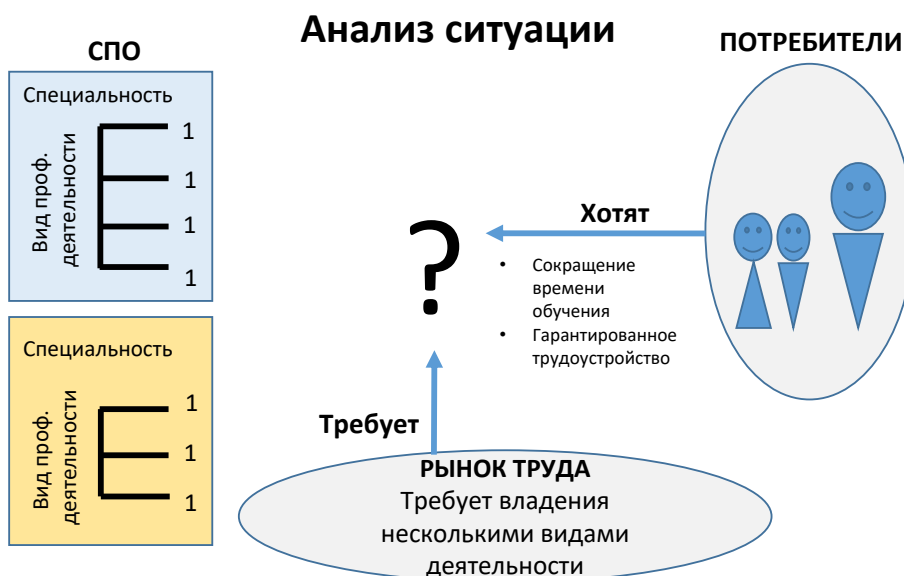 Анализ ситуации
СПО
Специальность
Вид проф.
деятельности
1
1
1
1
Специальность
Вид проф.
деятельности
1
1
1
?
ПОТРЕБИТЕЛИ
Хотят
• Сокращение
времени
обучения
• Гарантированное
трудоустройство
Требует
РЫНОК ТРУДА
Требует владения
несколькими видами
деятельности